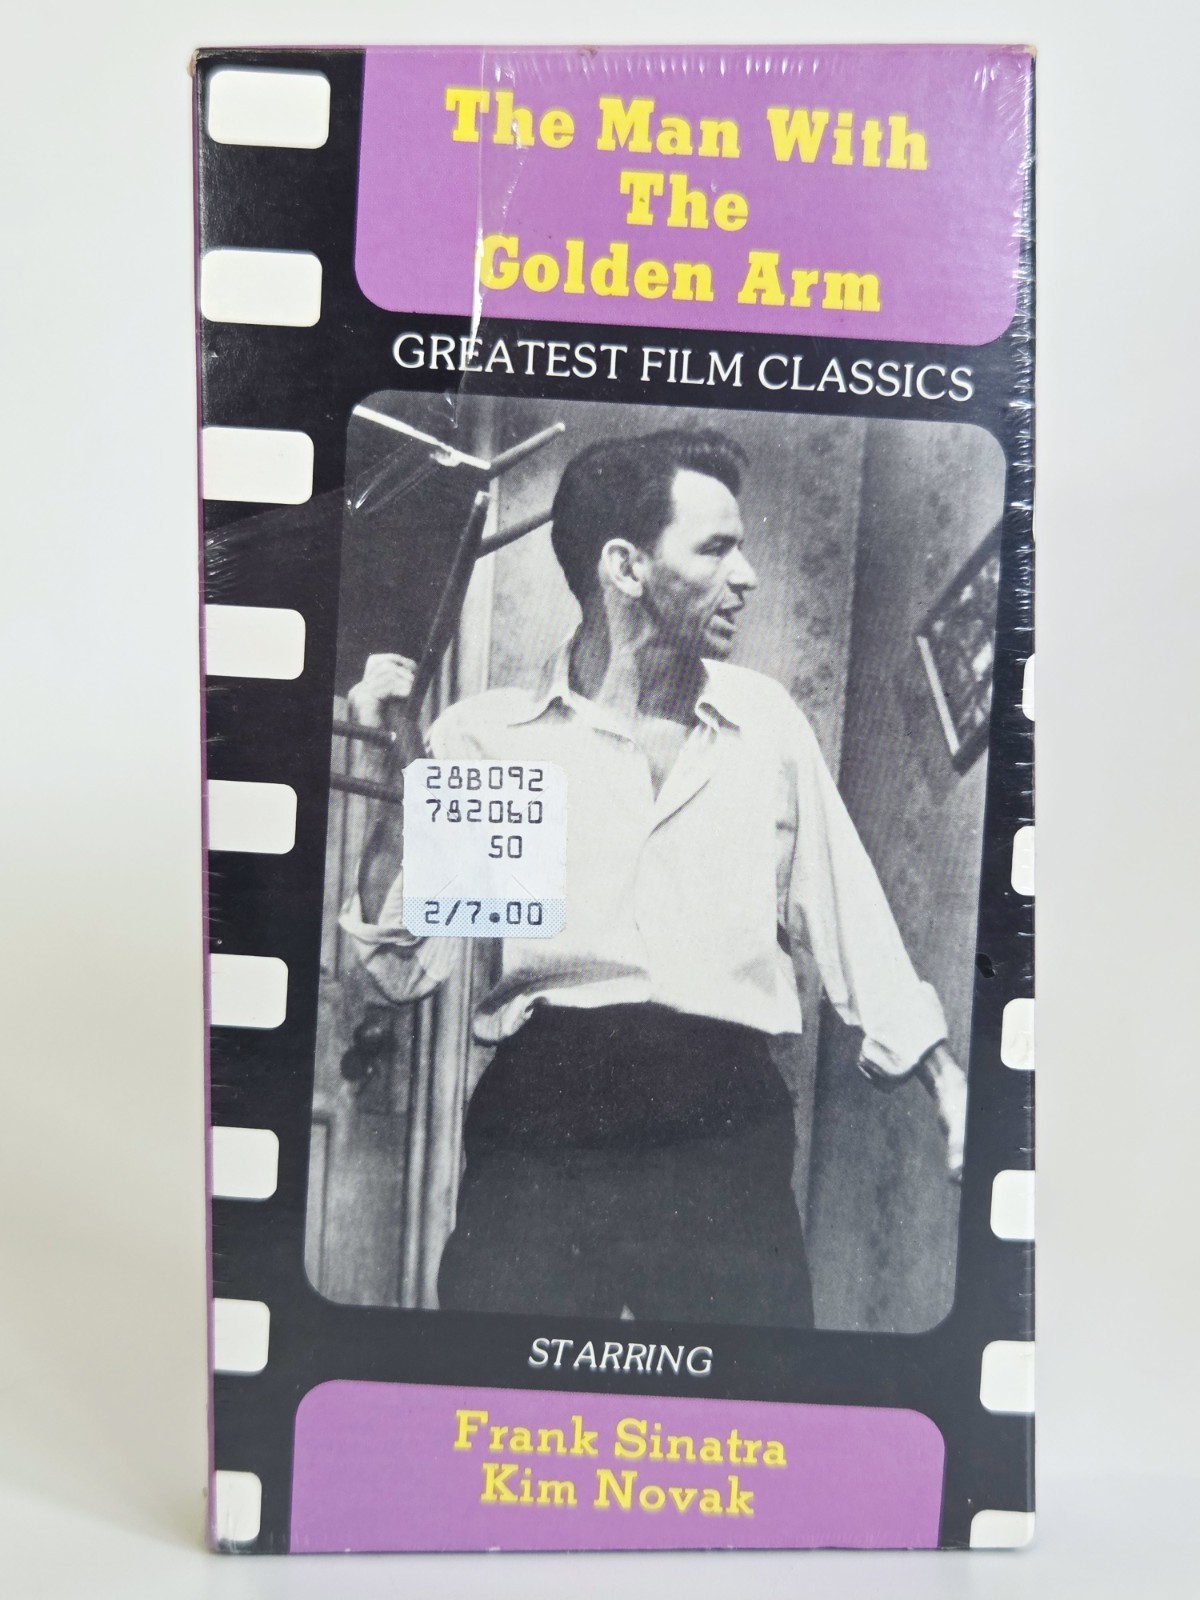 The Man With
The
Golden Arm
GREATEST FILM CLASSICS
28B092
782060
50
2/7.00
STARRING
Frank Sinatra
Kim Novak